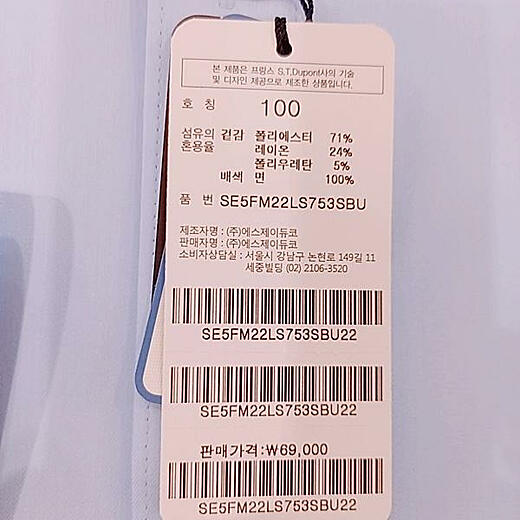 본 제품은 프랑스 S.T.Dupont사의 기술
및 디자인 제공으로 제조한 상품입니다.
호 칭 100
섬유의 겉감 폴리에스터 71%
혼용율 레이온 24%
폴리우레탄 5%
배색 면 100%
품 번 SE5FM22LS753SBU
제조자명 : (주)에스제이듀코
판매자명 : (주)에스제이듀코
소비자상담실 : 서울시 강남구 논현로 149길 11
세중빌딩 (02) 2106-3520
SE5FM22LS753SBU22
SE5FM22LS753SBU22
판매가격:₩69,000
SE5FM22LS753SBU22